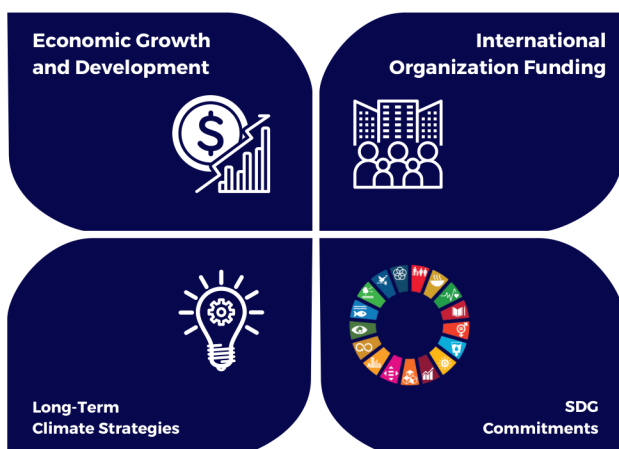 Economic Growth
and Development
International
Organization Funding
$
Long-Term
Climate Strategies
SDG
Commitments